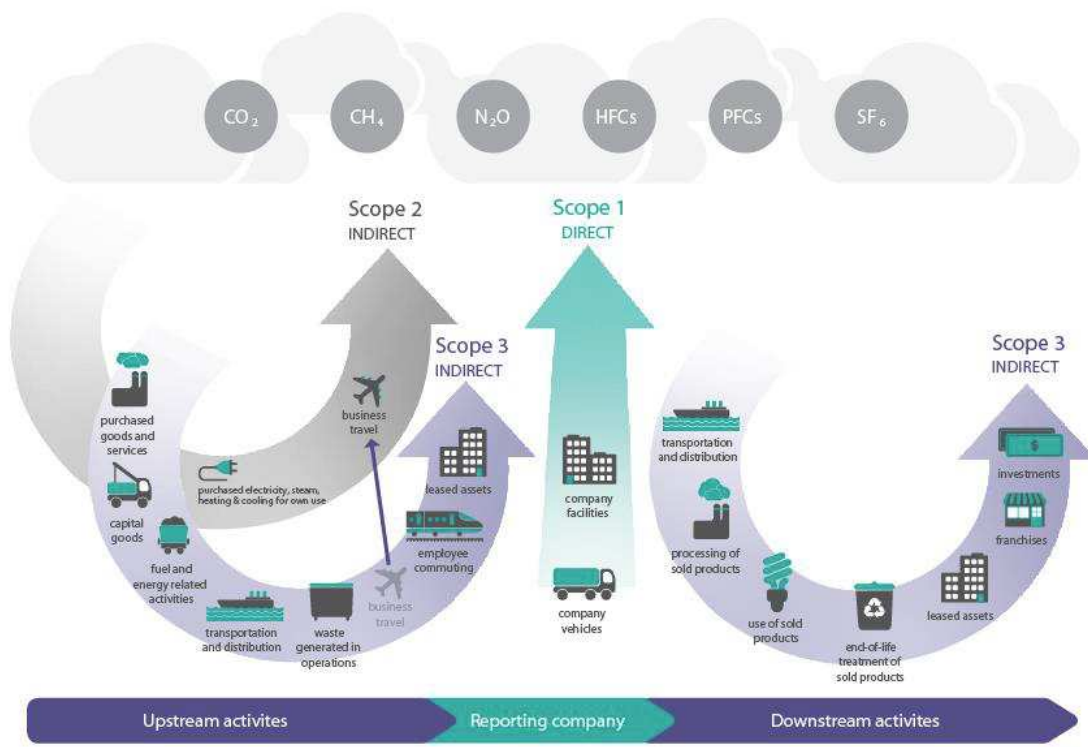 CO₂
CH₄
N₂O
HFCs
PFCs
SF₆
Scope 2
INDIRECT
Scope 1
DIRECT
Scope 3
INDIRECT
Scope 3
INDIRECT
purchased
goods and
services
business
travel
transportation
and distribution
purchased electricity, steam,
heating & cooling for own use
leased assets
company
facilities
investments
capital
goods
employee
commuting
processing of
sold products
franchises
fuel and
energy related
activities
business
travel
company
vehicles
use of sold
products
leased assets
transportation
and distribution
waste
generated in
operations
end-of-life
treatment of
sold products
Upstream activites
Reporting company
Downstream activites